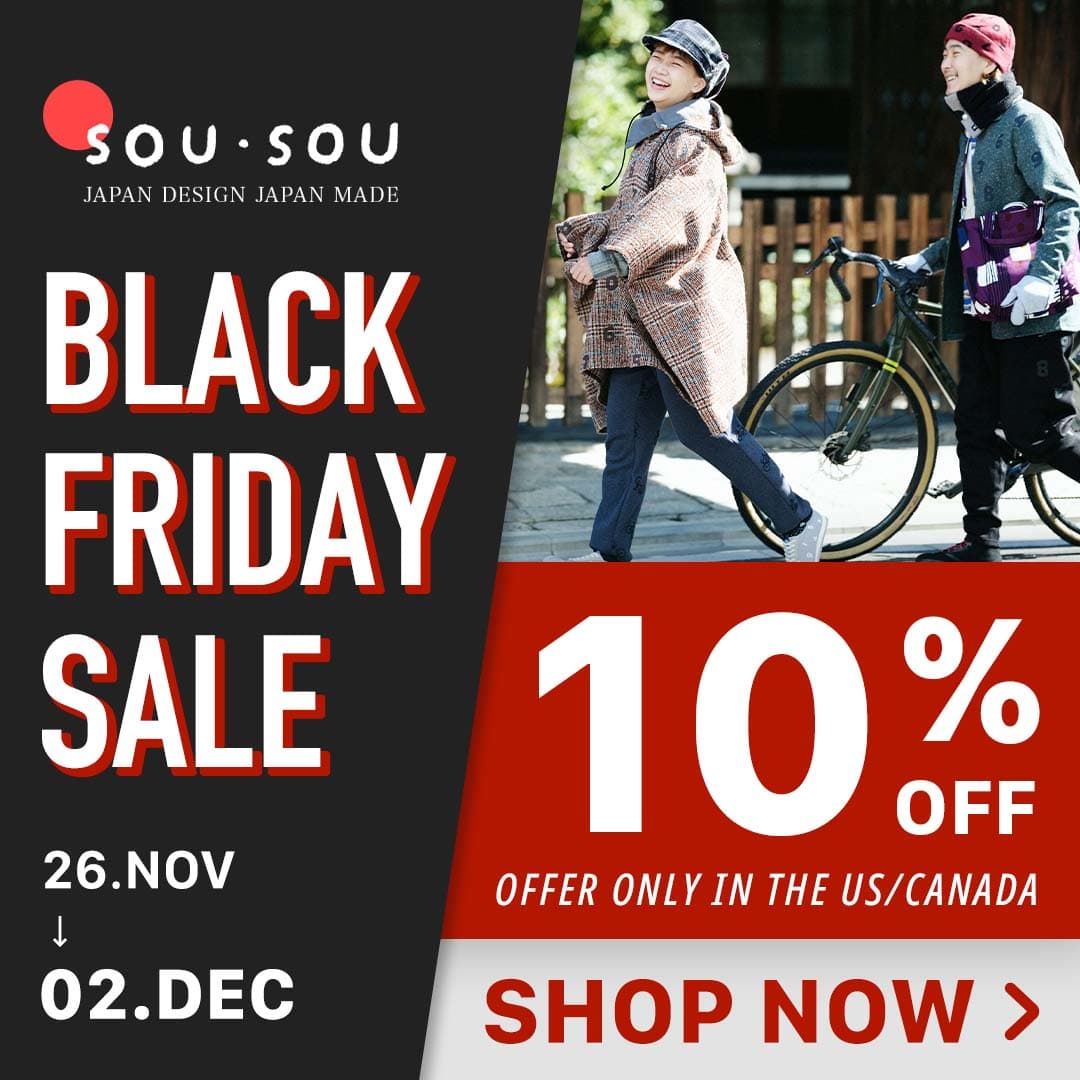 SOU・SOU
JAPAN DESIGN JAPAN MADE
BLACK
FRIDAY
SALE
26.NOV
↓
02.DEC
10%
OFF
OFFER ONLY IN THE US/CANADA
SHOP NOW >